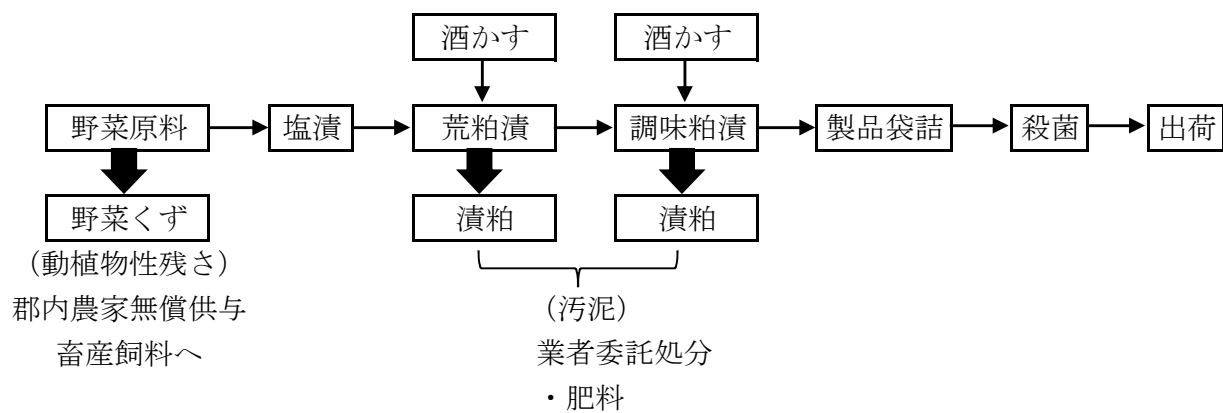 酒かす 酒かす
野菜原料 塩漬 荒粕漬 調味粕漬 製品袋詰 殺菌 出荷
野菜くず 漬粕 漬粕
(動植物性残さ)
郡内農家無償供与
畜産飼料へ
(汚泥)
業者委託処分
・肥料